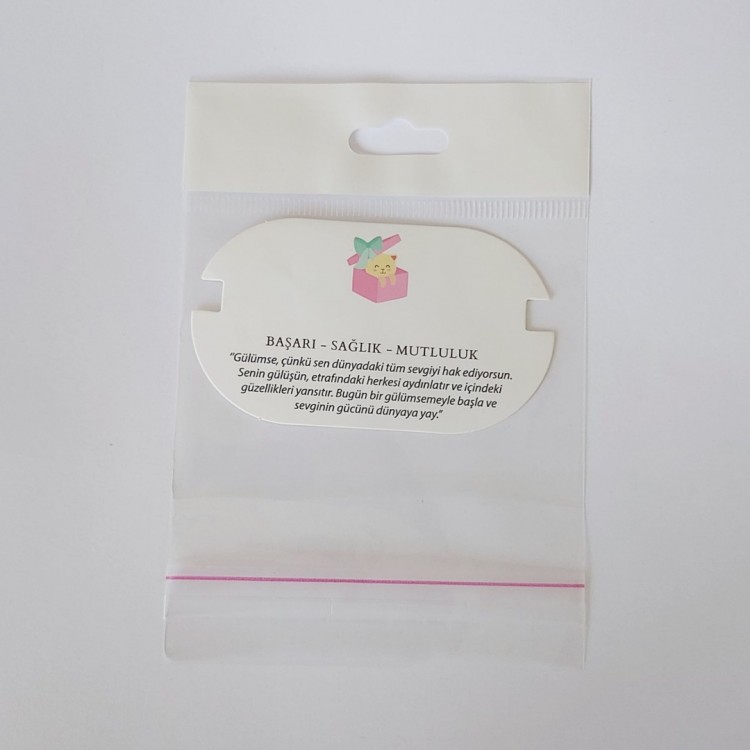 BAŞARI – SAĞLIK – MUTLULUK
“Gülümse, çünkü sen dünyadaki tüm sevgiyi hak ediyorsun.
Senin gülüşün, etrafındaki herkesi aydınlatır ve içindeki
güzellikleri yansıtır. Bugün bir gülümsemeyle başla ve
sevginin gücünü dünyaya yay.”